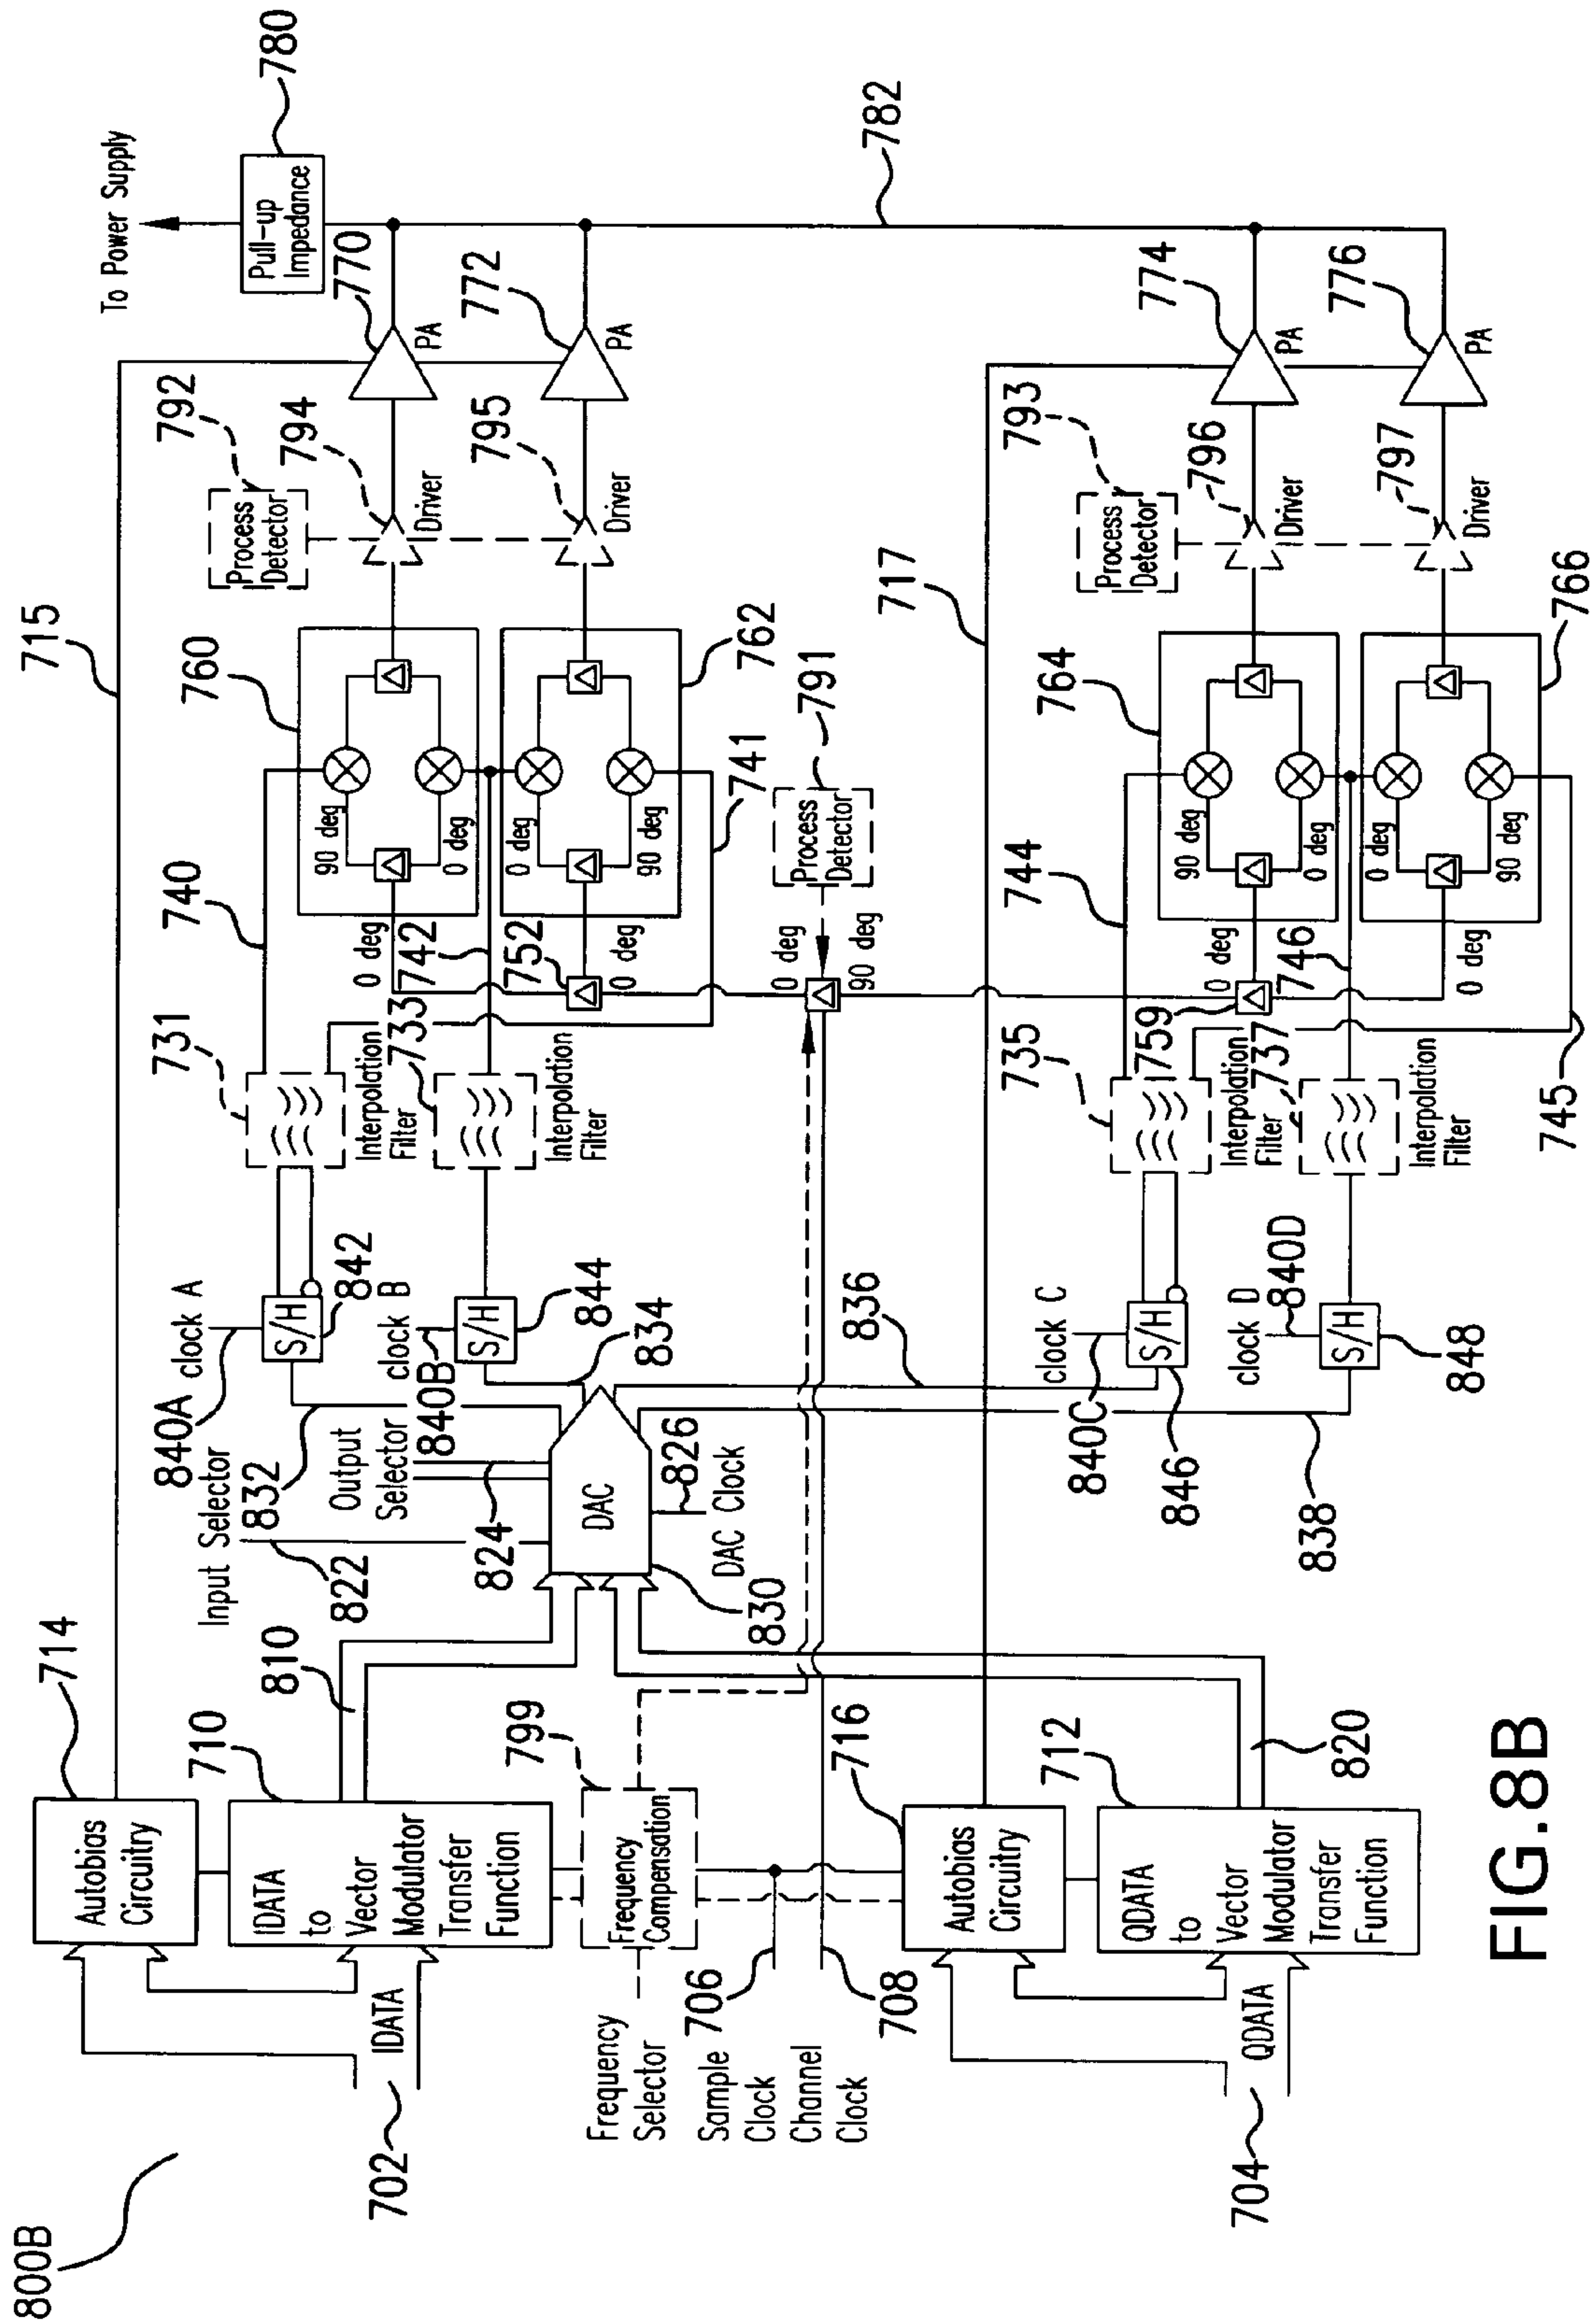 800B
702
IDATA
714
Autobias
Circuitry
715
710
IDATA
to
Vector
Modulator
Transfer
Function
810
Input Selector
822
832
Output
Selector
824
DAC
826
DAC Clock
830
840A
clock A
S/H
842
840B
clock B
S/H
844
834
836
838
731
Interpolation
Filter
733
Interpolation
Filter
740
742
741
752
0 deg
0 deg
760
90 deg
0 deg
762
0 deg
90 deg
792
Process
Detector
794
Driver
795
Driver
770
PA
772
PA
To Power Supply
780
Pull-up
Impedance
782
799
Frequency
Compensation
Frequency
Selector
706
Sample
Clock
Channel
Clock
708
791
Process
Detector
0 deg
90 deg
704
QDATA
716
Autobias
Circuitry
717
712
QDATA
to
Vector
Modulator
Transfer
Function
820
840C
clock C
S/H
846
clock D
840D
S/H
848
735
Interpolation
Filter
737
Interpolation
Filter
744
746
745
759
0 deg
0 deg
764
90 deg
0 deg
766
0 deg
90 deg
793
Process
Detector
796
Driver
797
Driver
774
PA
776
PA
FIG.8B